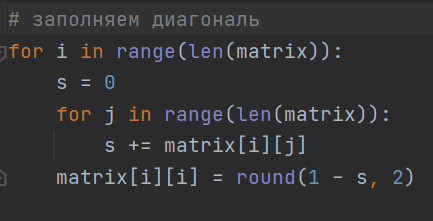 # заполняем диагональ
for i in range(len(matrix)):
    s = 0
    for j in range(len(matrix)):
        s += matrix[i][j]
    matrix[i][i] = round(1 - s, 2)